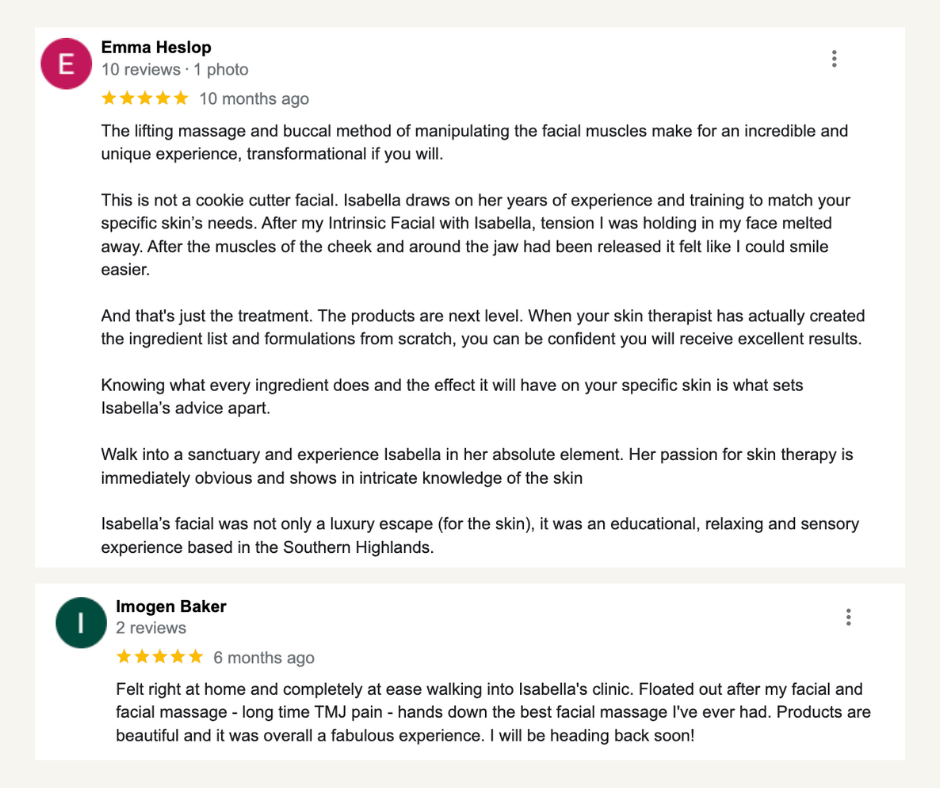 E
Emma Heslop
10 reviews · 1 photo
10 months ago
The lifting massage and buccal method of manipulating the facial muscles make for an incredible and
unique experience, transformational if you will.
This is not a cookie cutter facial. Isabella draws on her years of experience and training to match your
specific skin’s needs. After my Intrinsic Facial with Isabella, tension I was holding in my face melted
away. After the muscles of the cheek and around the jaw had been released it felt like I could smile
easier.
And that's just the treatment. The products are next level. When your skin therapist has actually created
the ingredient list and formulations from scratch, you can be confident you will receive excellent results.
Knowing what every ingredient does and the effect it will have on your specific skin is what sets
Isabella’s advice apart.
Walk into a sanctuary and experience Isabella in her absolute element. Her passion for skin therapy is
immediately obvious and shows in intricate knowledge of the skin
Isabella’s facial was not only a luxury escape (for the skin), it was an educational, relaxing and sensory
experience based in the Southern Highlands.
I
Imogen Baker
2 reviews
6 months ago
Felt right at home and completely at ease walking into Isabella's clinic. Floated out after my facial and
facial massage - long time TMJ pain - hands down the best facial massage I've ever had. Products are
beautiful and it was overall a fabulous experience. I will be heading back soon!